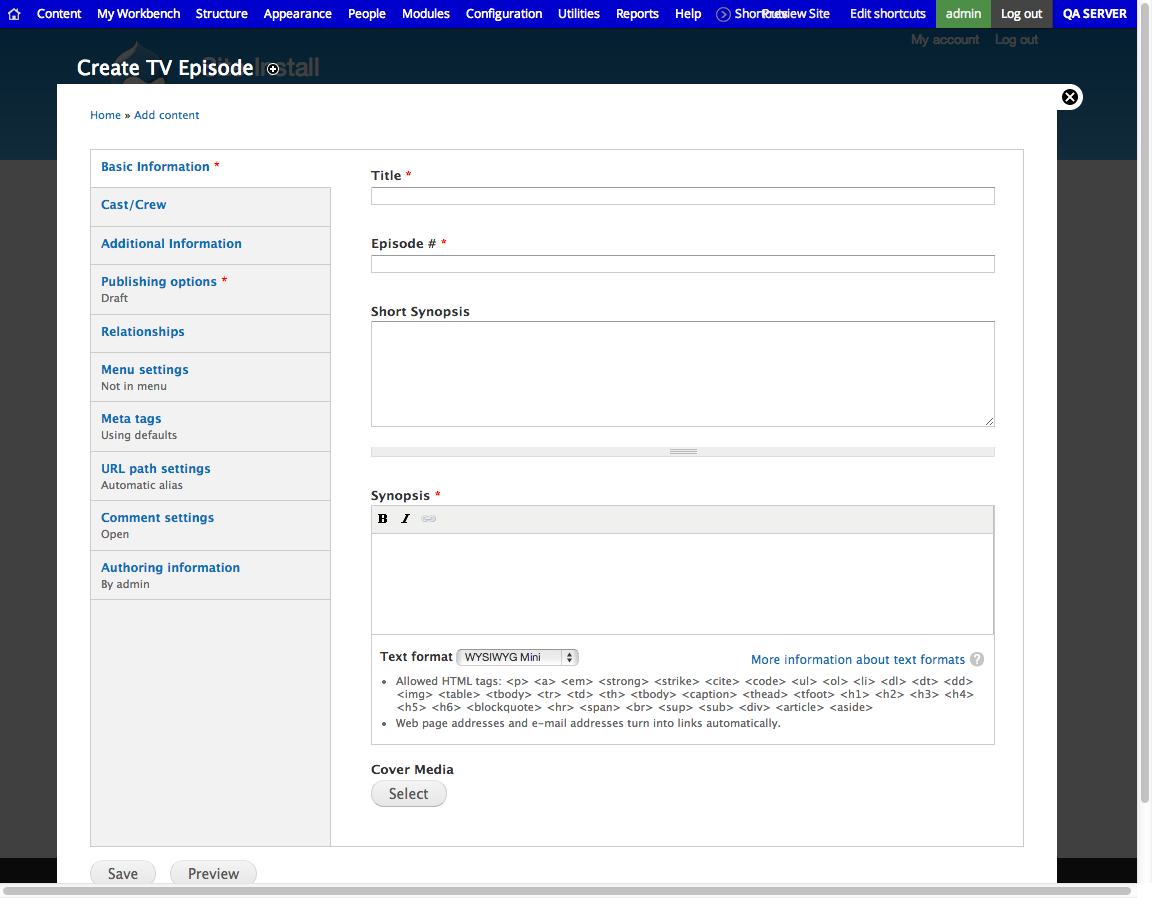 Content My Workbench Structure Appearance People Modules Configuration Utilities Reports Help Shortcuts Preview Site Edit shortcuts admin Log out QA SERVER
My account Log out
Create TV Episode
Site-Install
Home » Add content
Basic Information *
Cast/Crew
Additional Information
Publishing options *
Draft
Relationships
Menu settings
Not in menu
Meta tags
Using defaults
URL path settings
Automatic alias
Comment settings
Open
Authoring information
By admin
Title *
Episode # *
Short Synopsis
Synopsis *
B I
Text format WYSIWYG Mini
More information about text formats ?
• Allowed HTML tags: <p> <a> <em> <strong> <strike> <cite> <code> <ul> <ol> <li> <dl> <dt> <dd>
<img> <table> <tbody> <tr> <td> <th> <tbody> <caption> <thead> <tfoot> <h1> <h2> <h3> <h4>
<h5> <h6> <blockquote> <hr> <span> <br> <sup> <sub> <div> <article> <aside>
• Web page addresses and e-mail addresses turn into links automatically.
Cover Media
Select
Save Preview